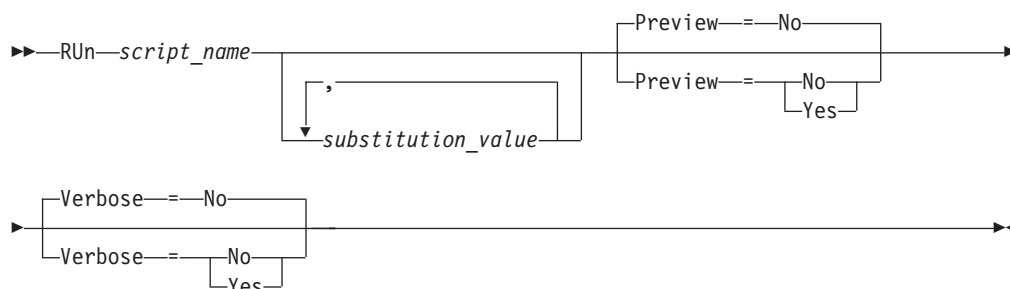 Preview = No
RUn script_name
Preview = No
Yes
,
substitution_value
Verbose = No
Verbose = No
Yes